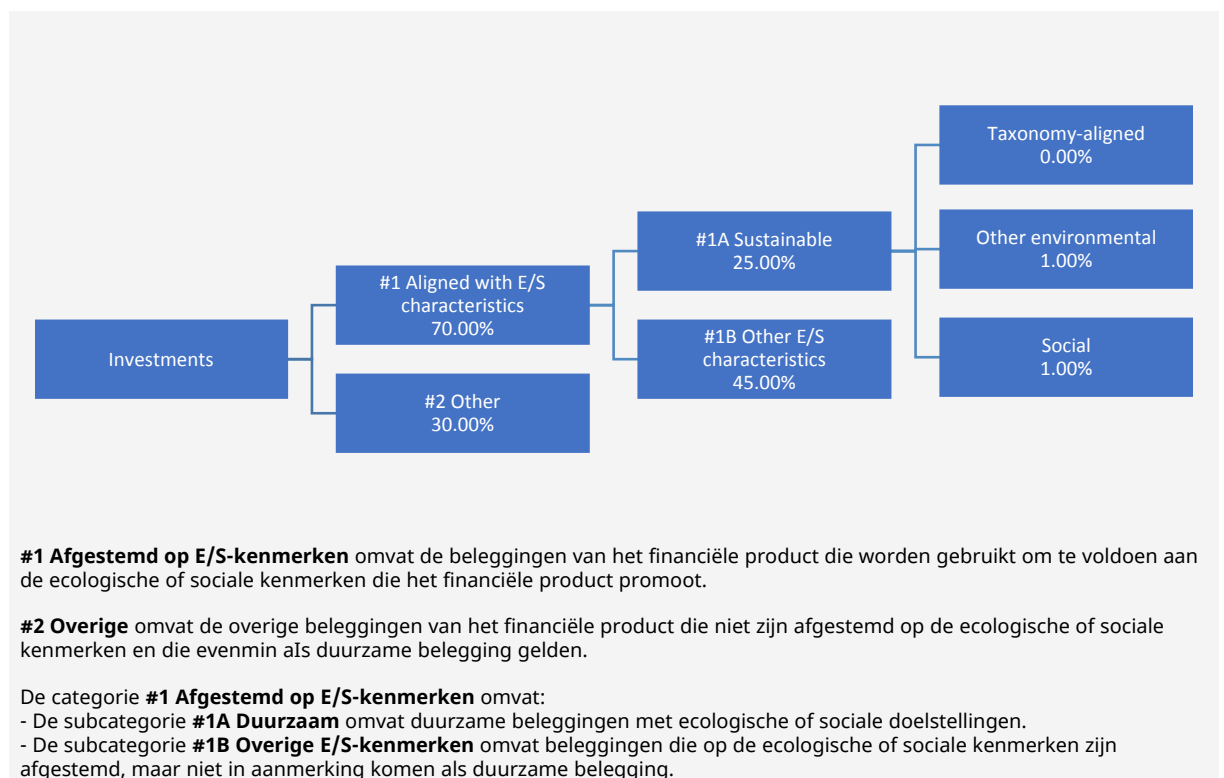 Investments
#1 Aligned with E/S
characteristics
70.00%
#2 Other
30.00%
#1A Sustainable
25.00%
#1B Other E/S
characteristics
45.00%
Taxonomy-aligned
0.00%
Other environmental
1.00%
Social
1.00%
#1 Afgestemd op E/S-kenmerken omvat de beleggingen van het financiële product die worden gebruikt om te voldoen aan
de ecologische of sociale kenmerken die het financiële product promoot.
#2 Overige omvat de overige beleggingen van het financiële product die niet zijn afgestemd op de ecologische of sociale
kenmerken en die evenmin aIs duurzame belegging gelden.
De categorie #1 Afgestemd op E/S-kenmerken omvat:
- De subcategorie #1A Duurzaam omvat duurzame beleggingen met ecologische of sociale doelstellingen.
- De subcategorie #1B Overige E/S-kenmerken omvat beleggingen die op de ecologische of sociale kenmerken zijn
afgestemd, maar niet in aanmerking komen als duurzame belegging.